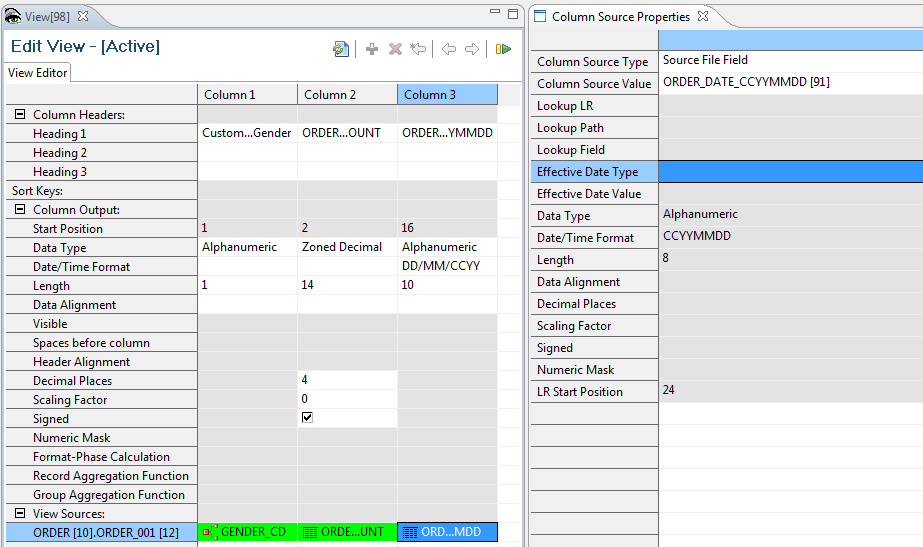 View[98]
Edit View - [Active]
View Editor
Column 1 Column 2 Column 3
Column Headers:
Heading 1 Custom...Gender ORDER...OUNT ORDER...YMMDD
Heading 2
Heading 3
Sort Keys:
Column Output:
Start Position 1 2 16
Data Type Alphanumeric Zoned Decimal Alphanumeric
Date/Time Format DD/MM/CCYY
Length 1 14 10
Data Alignment
Visible
Spaces before column
Header Alignment
Decimal Places 4
Scaling Factor 0
Signed
Numeric Mask
Format-Phase Calculation
Record Aggregation Function
Group Aggregation Function
View Sources:
ORDER [10].ORDER_001 [12] GENDER_CD ORDE...UNT ORD...MDD
Column Source Properties
Column Source Type Source File Field
Column Source Value ORDER_DATE_CCYYMMDD [91]
Lookup LR
Lookup Path
Lookup Field
Effective Date Type
Effective Date Value
Data Type Alphanumeric
Date/Time Format CCYYMMDD
Length 8
Data Alignment
Decimal Places
Scaling Factor
Signed
Numeric Mask
LR Start Position 24